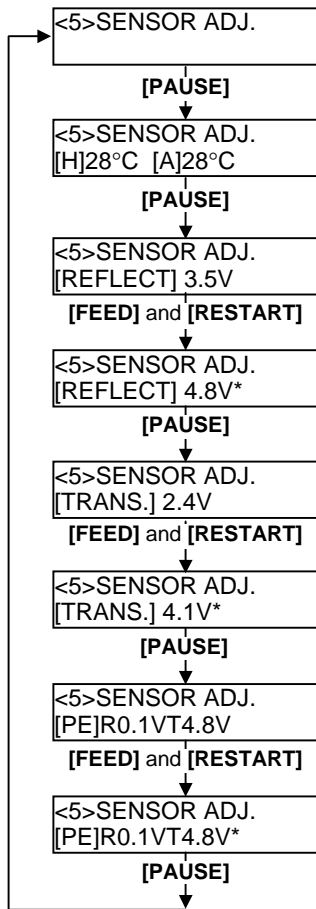 <5>SENSOR ADJ.
[PAUSE]
<5>SENSOR ADJ.
[H]28°C [A]28°C
[PAUSE]
<5>SENSOR ADJ.
[REFLECT] 3.5V
[FEED] and [RESTART]
<5>SENSOR ADJ.
[REFLECT] 4.8V*
[PAUSE]
<5>SENSOR ADJ.
[TRANS.] 2.4V
[FEED] and [RESTART]
<5>SENSOR ADJ.
[TRANS.] 4.1V*
[PAUSE]
<5>SENSOR ADJ.
[PE]R0.1VT4.8V
[FEED] and [RESTART]
<5>SENSOR ADJ.
[PE]R0.1VT4.8V*
[PAUSE]